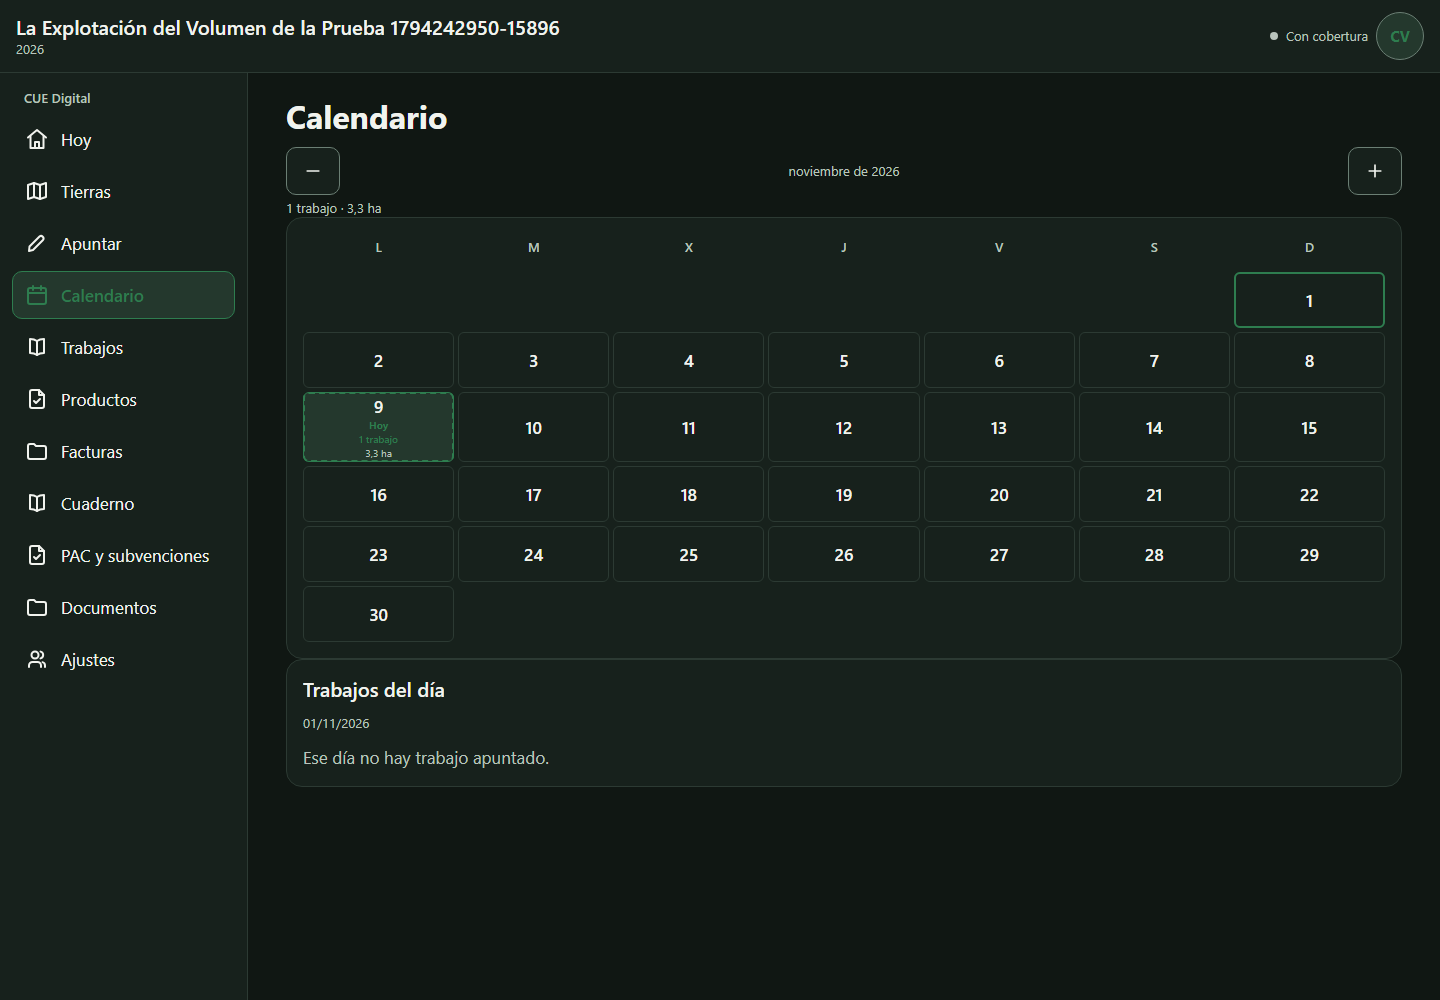 La Explotación del Volumen de la Prueba 1794242950-15896
2026
Con cobertura
CV
CUE Digital
Hoy
Tierras
Apuntar
Calendario
Trabajos
Productos
Facturas
Cuaderno
PAC y subvenciones
Documentos
Ajustes
Calendario
noviembre de 2026
1 trabajo · 3,3 ha
L M X J V S D
1
2 3 4 5 6 7 8
9 10 11 12 13 14 15
Hoy
1 trabajo
3,3 ha
16 17 18 19 20 21 22
23 24 25 26 27 28 29
30
Trabajos del día
01/11/2026
Ese día no hay trabajo apuntado.